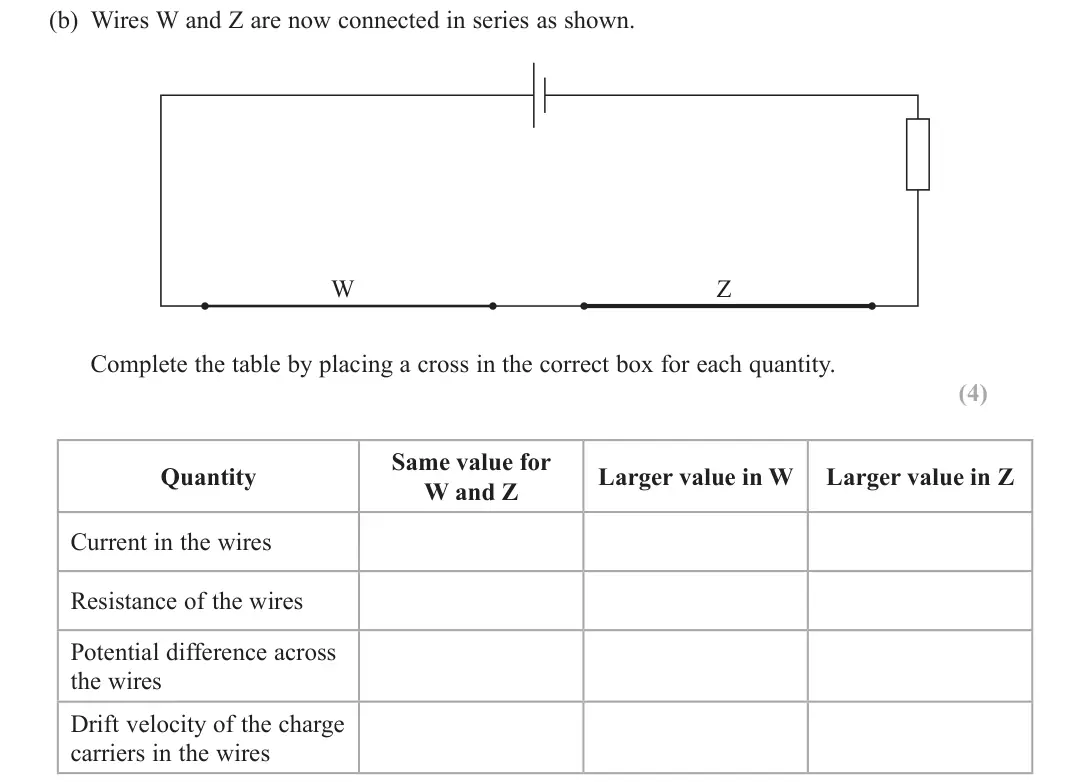 (b) Wires W and Z are now connected in series as shown.
W
Z
Complete the table by placing a cross in the correct box for each quantity.
(4)
Quantity
Same value for
W and Z
Larger value in W
Larger value in Z
Current in the wires
Resistance of the wires
Potential difference across
the wires
Drift velocity of the charge
carriers in the wires